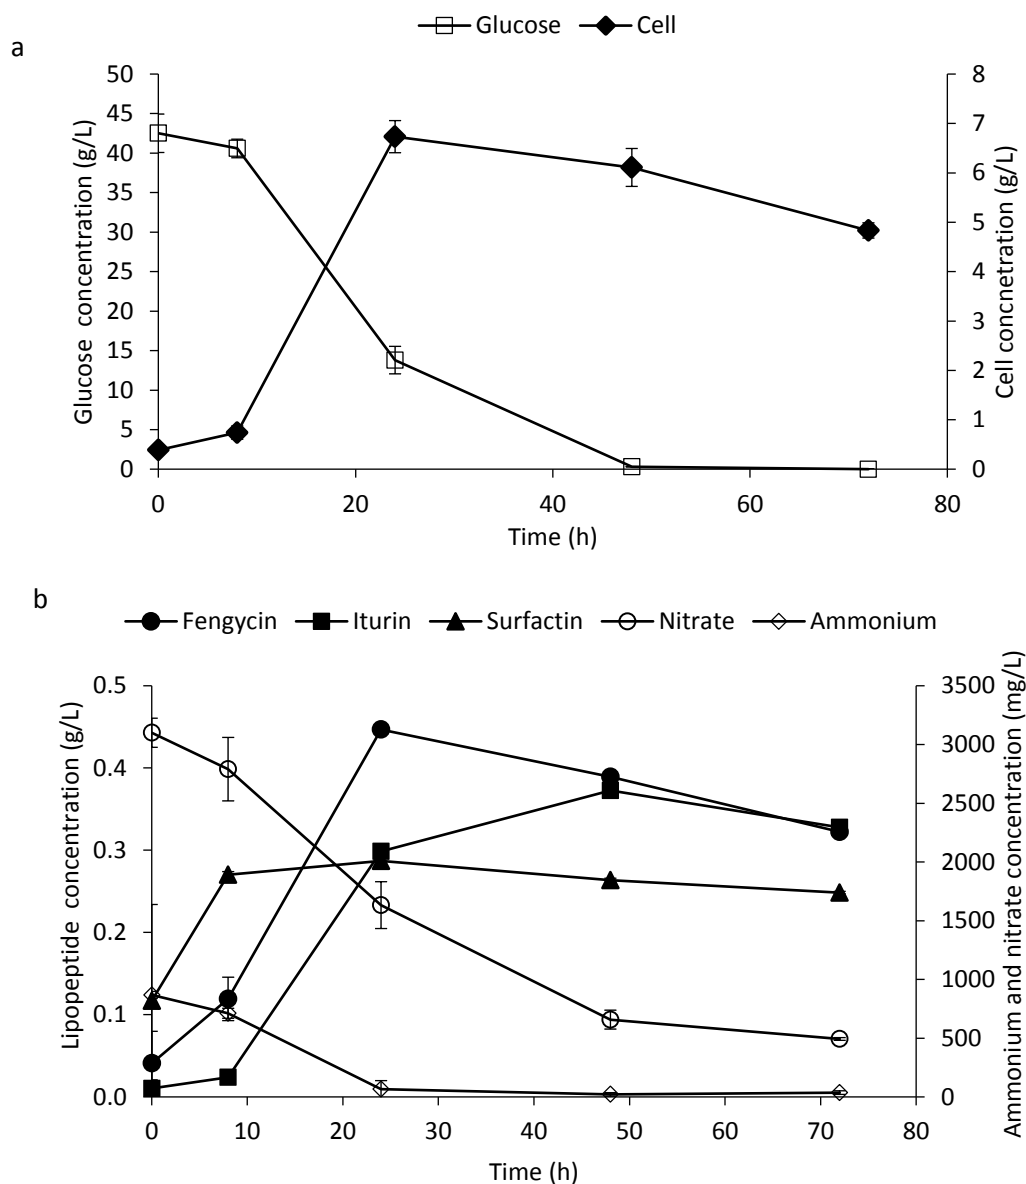 Glucose Cell
a
50
45
40
35
30
25
20
15
10
5
0
Glucose concentration (g/L)
8
7
6
5
4
3
2
1
0
Cell concnetration (g/L)
0 20 40 60 80
Time (h)
b
Fengycin Iturin Surfactin Nitrate Ammonium
0.5
0.4
0.3
0.2
0.1
0.0
Lipopeptide concentration (g/L)
3500
3000
2500
2000
1500
1000
500
0
Ammonium and nitrate concentration (mg/L)
0 10 20 30 40 50 60 70 80
Time (h)